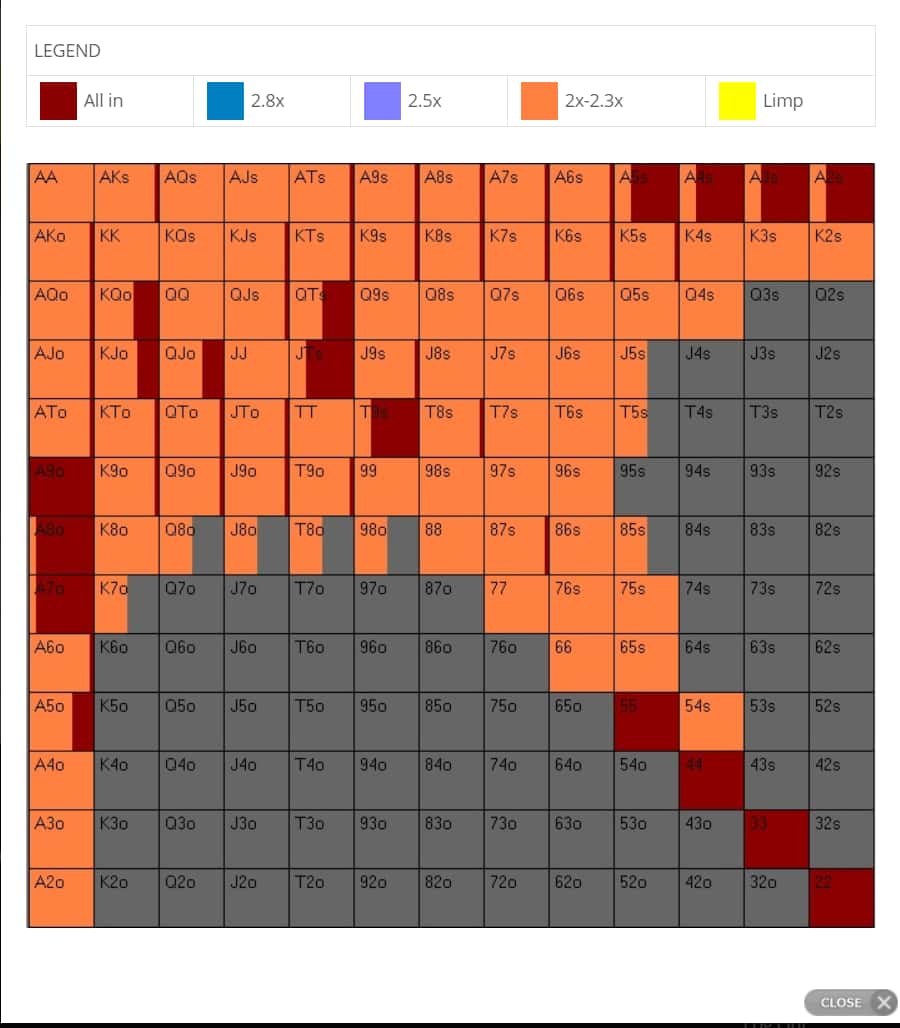 LEGEND
All in 2.8x 2.5x 2x-2.3x Limp
AA AKs AQs AJs ATs A9s A8s A7s A6s A5s A4s A3s A2s
AKo KK KQs KJs KTs K9s K8s K7s K6s K5s K4s K3s K2s
AQo KQo QQ QJs QTs Q9s Q8s Q7s Q6s Q5s Q4s Q3s Q2s
AJo KJo QJo JJ JTs J9s J8s J7s J6s J5s J4s J3s J2s
ATo KTo QTo JTo TT T9s T8s T7s T6s T5s T4s T3s T2s
A9o K9o Q9o J9o T9o 99 98s 97s 96s 95s 94s 93s 92s
A8o K8o Q8o J8o T8o 98o 88 87s 86s 85s 84s 83s 82s
A7o K7o Q7o J7o T7o 97o 87o 77 76s 75s 74s 73s 72s
A6o K6o Q6o J6o T6o 96o 86o 76o 66 65s 64s 63s 62s
A5o K5o Q5o J5o T5o 95o 85o 75o 65o 55 54s 53s 52s
A4o K4o Q4o J4o T4o 94o 84o 74o 64o 54o 44 43s 42s
A3o K3o Q3o J3o T3o 93o 83o 73o 63o 53o 43o 33 32s
A2o K2o Q2o J2o T2o 92o 82o 72o 62o 52o 42o 32o 22
CLOSE